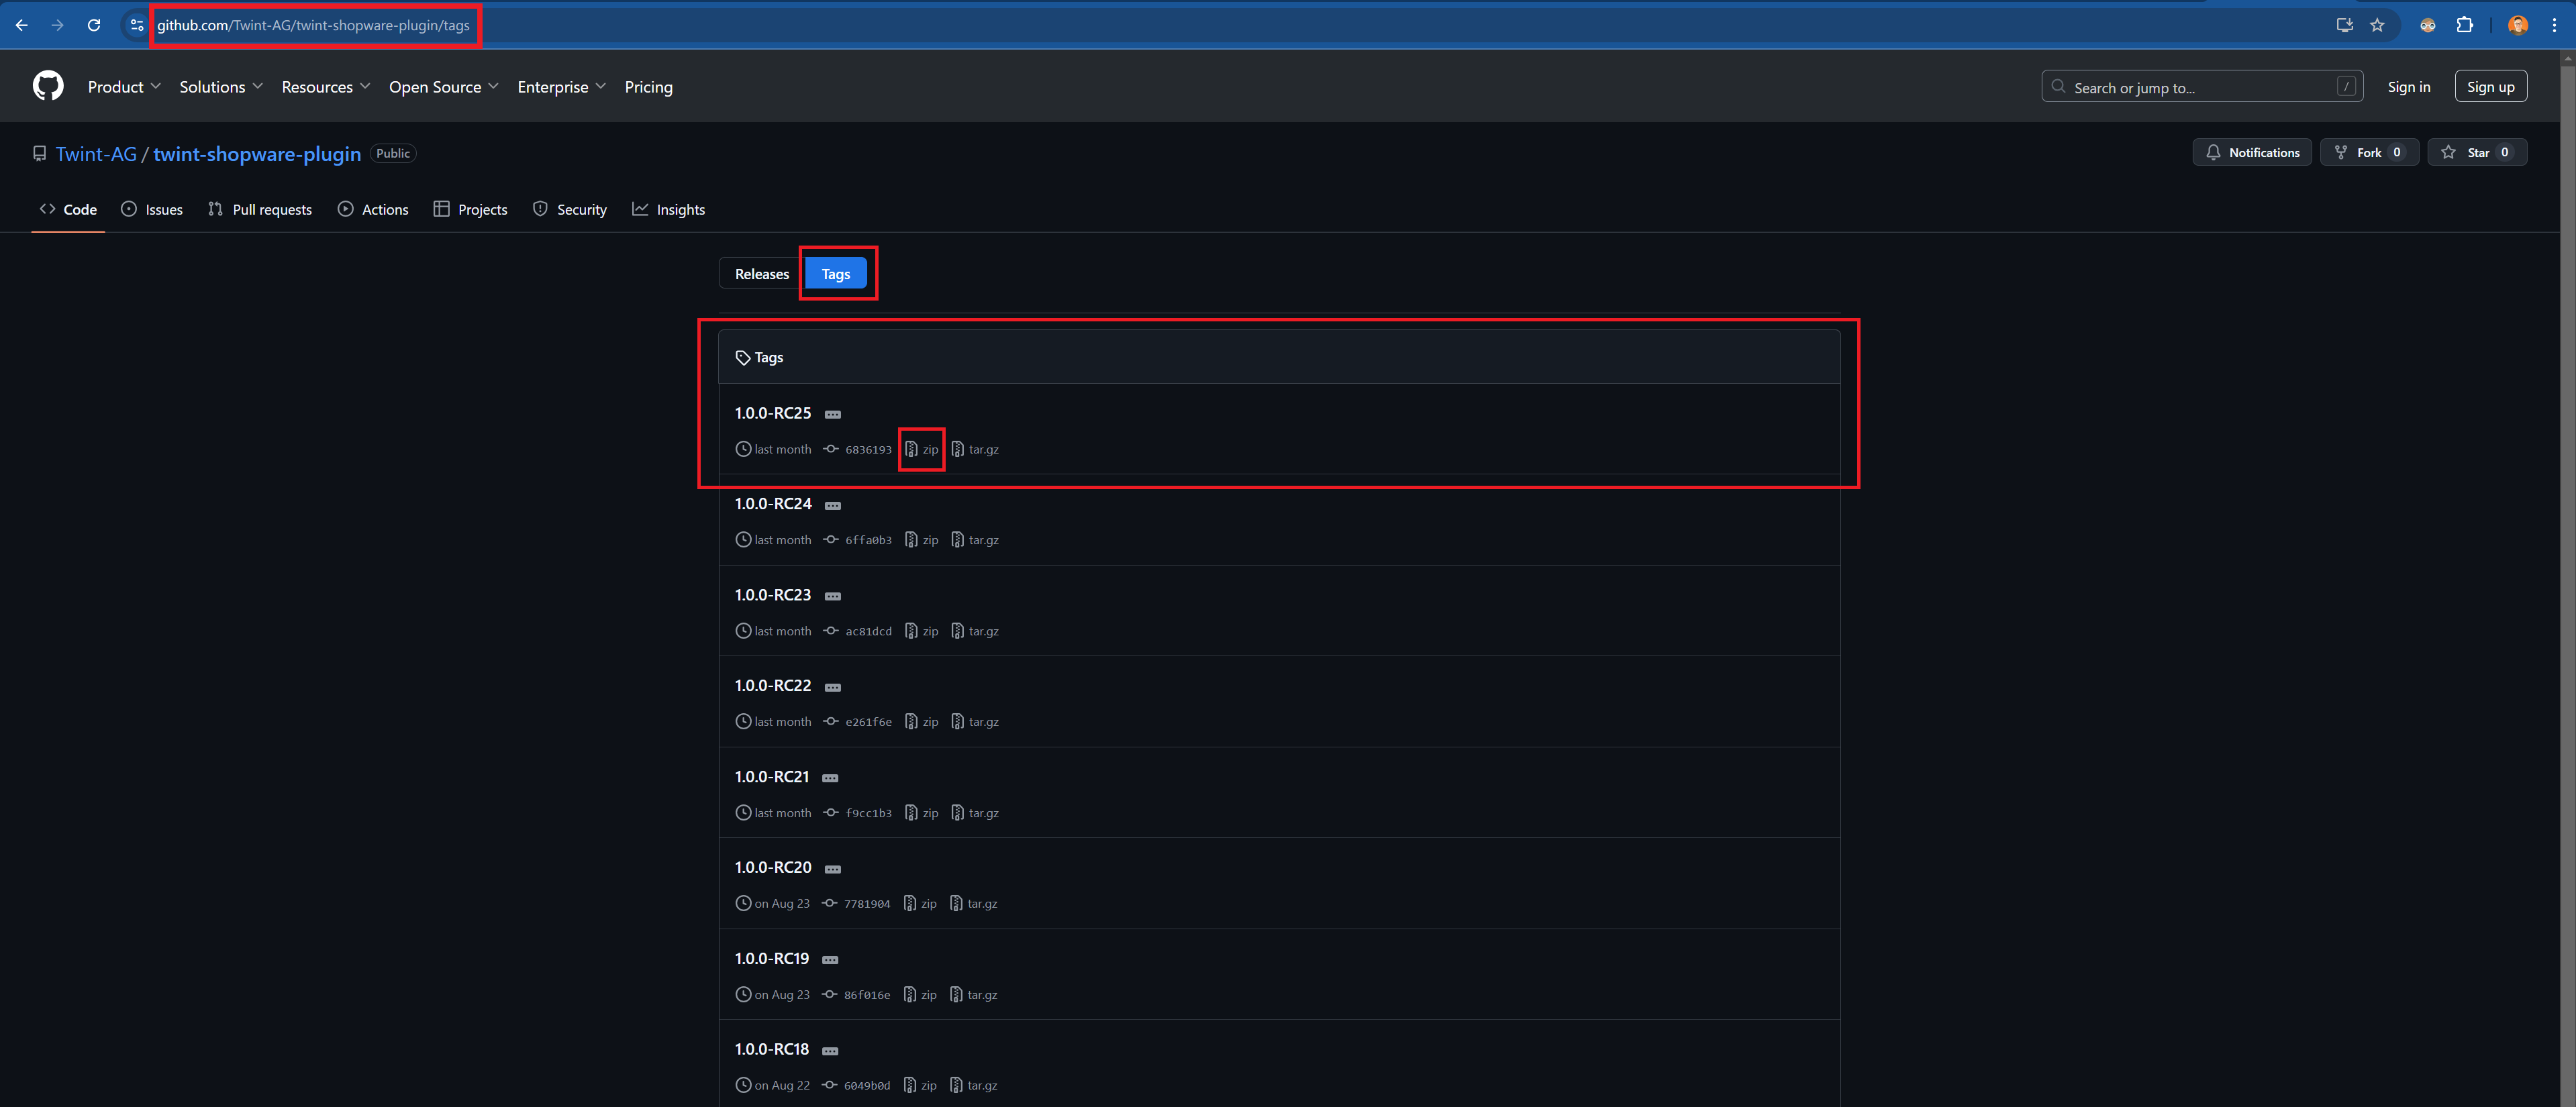 github.com/Twint-AG/twint-shopware-plugin/tags
Product Solutions Resources Open Source Enterprise Pricing Search or jump to... / Sign in Sign up
Twint-AG / twint-shopware-plugin Public Notifications Fork 0 Star 0
Code Issues Pull requests Actions Projects Security Insights
Releases Tags
Tags
1.0.0-RC25
last month 6836193 zip tar.gz
1.0.0-RC24
last month 6ffa0b3 zip tar.gz
1.0.0-RC23
last month ac81dcd zip tar.gz
1.0.0-RC22
last month e261f6e zip tar.gz
1.0.0-RC21
last month f9cc1b3 zip tar.gz
1.0.0-RC20
on Aug 23 7781904 zip tar.gz
1.0.0-RC19
on Aug 23 86f016e zip tar.gz
1.0.0-RC18
on Aug 22 6049b0d zip tar.gz